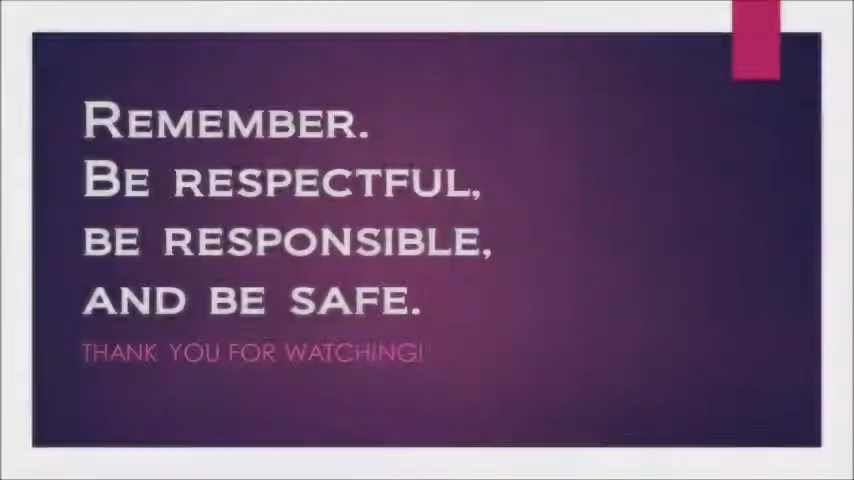 Remember.
Be respectful,
be responsible,
and be safe.
THANK YOU FOR WATCHING!